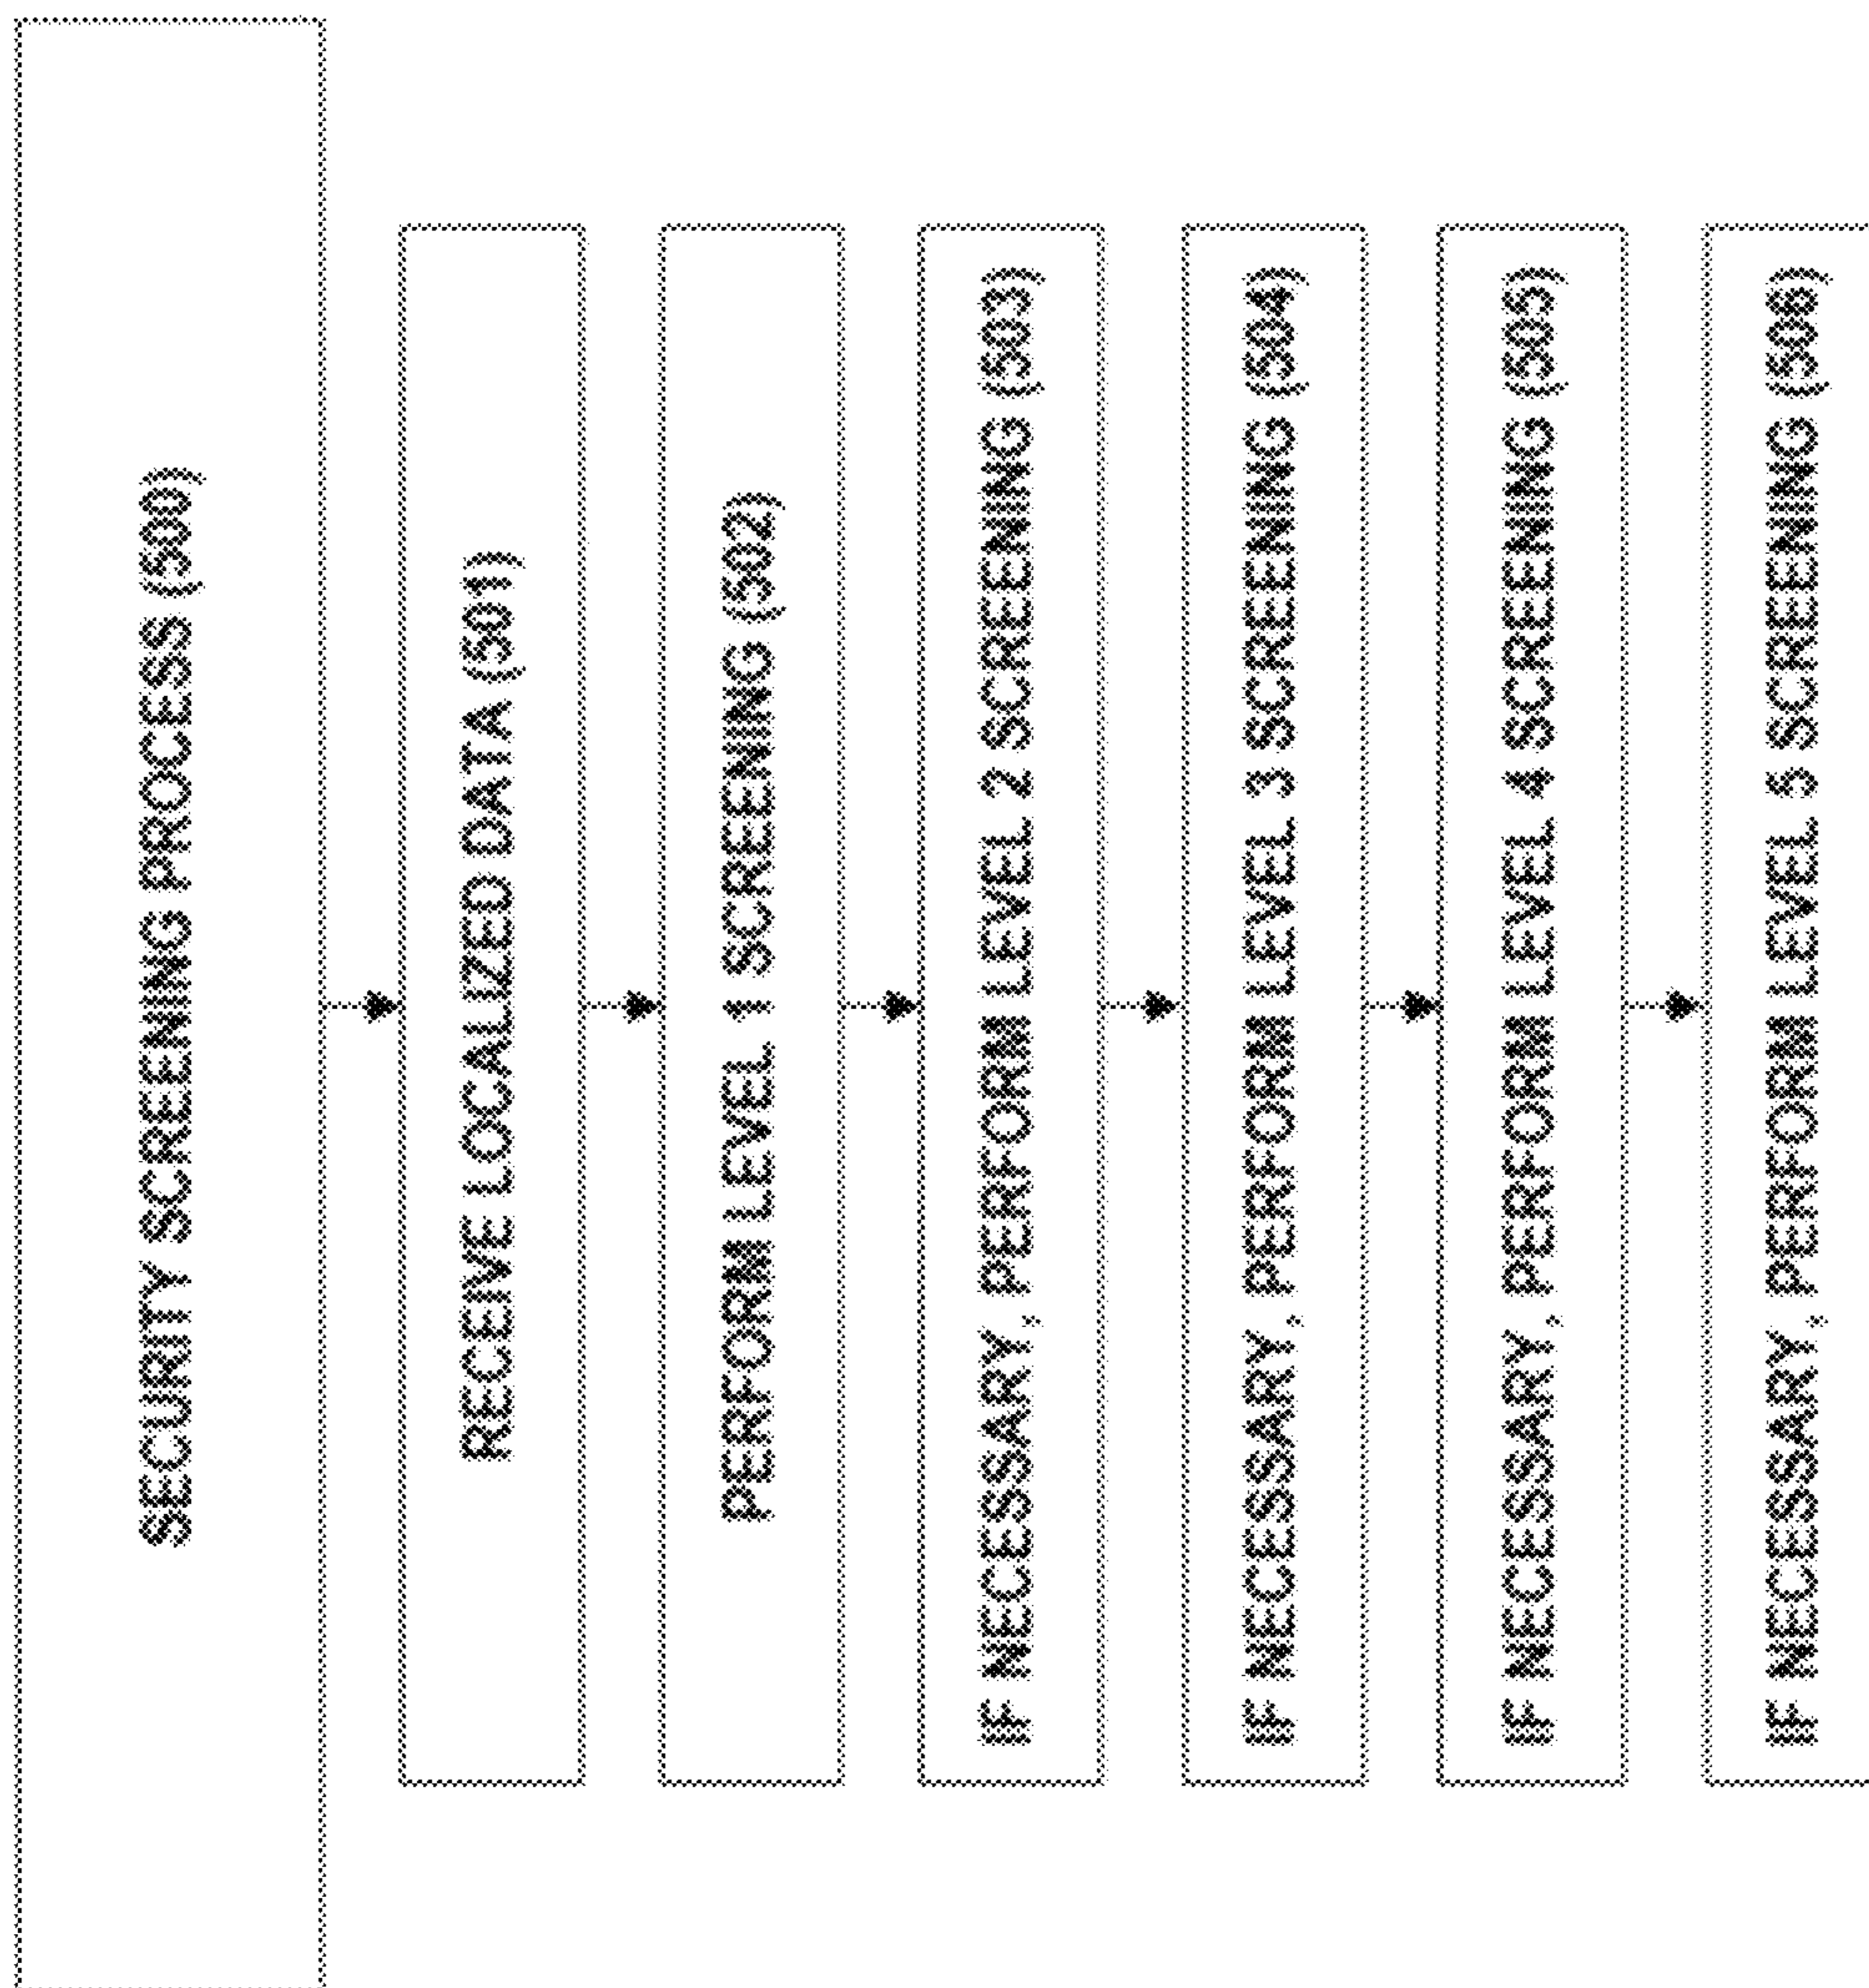 SECURITY SCREENING PROCESS (500)
RECEIVE LOCALIZED DATA (501)
PERFORM LEVEL 1 SCREENING (502)
IF NECESSARY, PERFORM LEVEL 2 SCREENING (503)
IF NECESSARY, PERFORM LEVEL 3 SCREENING (504)
IF NECESSARY, PERFORM LEVEL 4 SCREENING (505)
IF NECESSARY, PERFORM LEVEL 5 SCREENING (506)